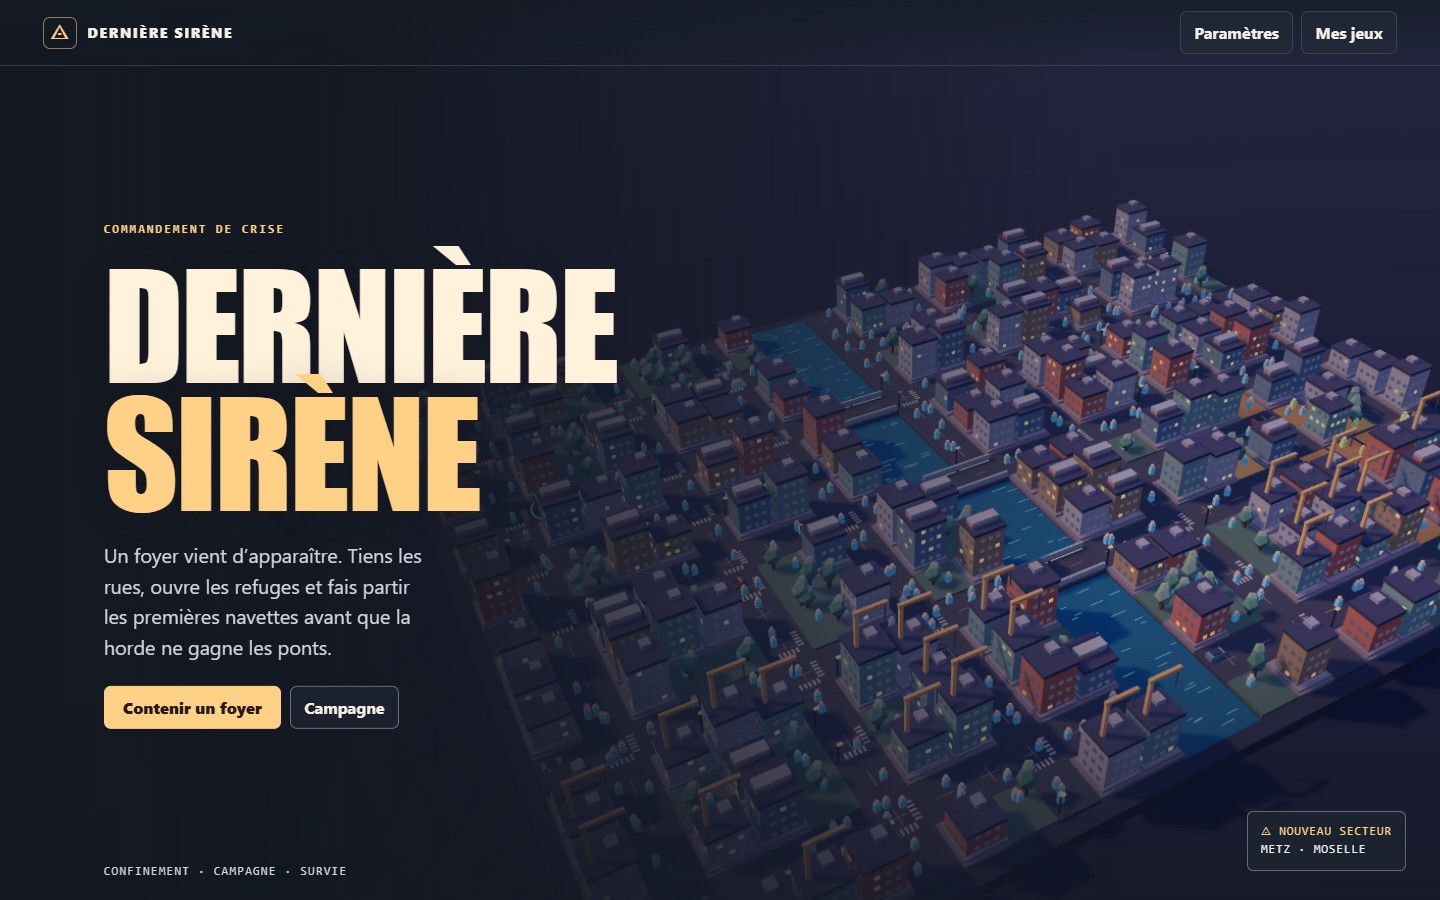 DERNIÈRE SIRÈNE
Paramètres
Mes jeux
COMMANDEMENT DE CRISE
DERNIÈRE
SIRÈNE
Un foyer vient d’apparaître. Tiens les
rues, ouvre les refuges et fais partir
les premières navettes avant que la
horde ne gagne les ponts.
Contenir un foyer
Campagne
NOUVEAU SECTEUR
METZ · MOSELLE
CONFINEMENT · CAMPAGNE · SURVIE